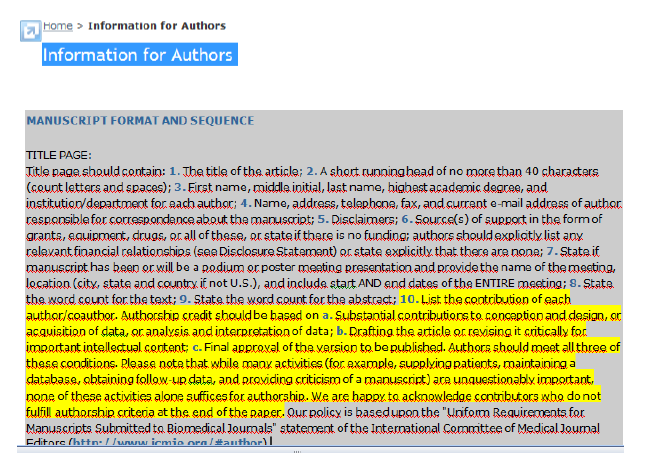 Home > Information for Authors
Information for Authors
MANUSCRIPT FORMAT AND SEQUENCE
TITLE PAGE:
Title page should contain: 1. The title of the article; 2. A short running head of no more than 40 characters
(count letters and spaces); 3. First name, middle initial, last name, highest academic degree, and
institution/department for each author; 4. Name, address, telephone, fax, and current e-mail address of author
responsible for correspondence about the manuscript; 5. Disclaimers; 6. Source(s) of support in the form of
grants, equipment, drugs, or all of these, or state if there is no funding; authors should explicitly list any
relevant financial relationships (see Disclosure Statement) or state explicitly that there are none; 7. State if
manuscript has been or will be a podium or poster meeting presentation and provide the name of the meeting,
location (city, state and country if not U.S.), and include start AND end dates of the ENTIRE meeting; 8. State
the word count for the text; 9. State the word count for the abstract; 10. List the contribution of each
author/coauthor. Authorship credit should be based on a. Substantial contributions to conception and design, or
acquisition of data, or analysis and interpretation of data; b. Drafting the article or revising it critically for
important intellectual content; c. Final approval of the version to be published. Authors should meet all three of
these conditions. Please note that while many activities (for example, supplying patients, maintaining a
database, obtaining follow-up data, and providing criticism of a manuscript) are unquestionably important,
none of these activities alone suffices for authorship. We are happy to acknowledge contributors who do not
fulfill authorship criteria at the end of the paper. Our policy is based upon the "Uniform Requirements for
Manuscripts Submitted to Biomedical Journals" statement of the International Committee of Medical Journal
Editors (http://www.icmje.org/#author)